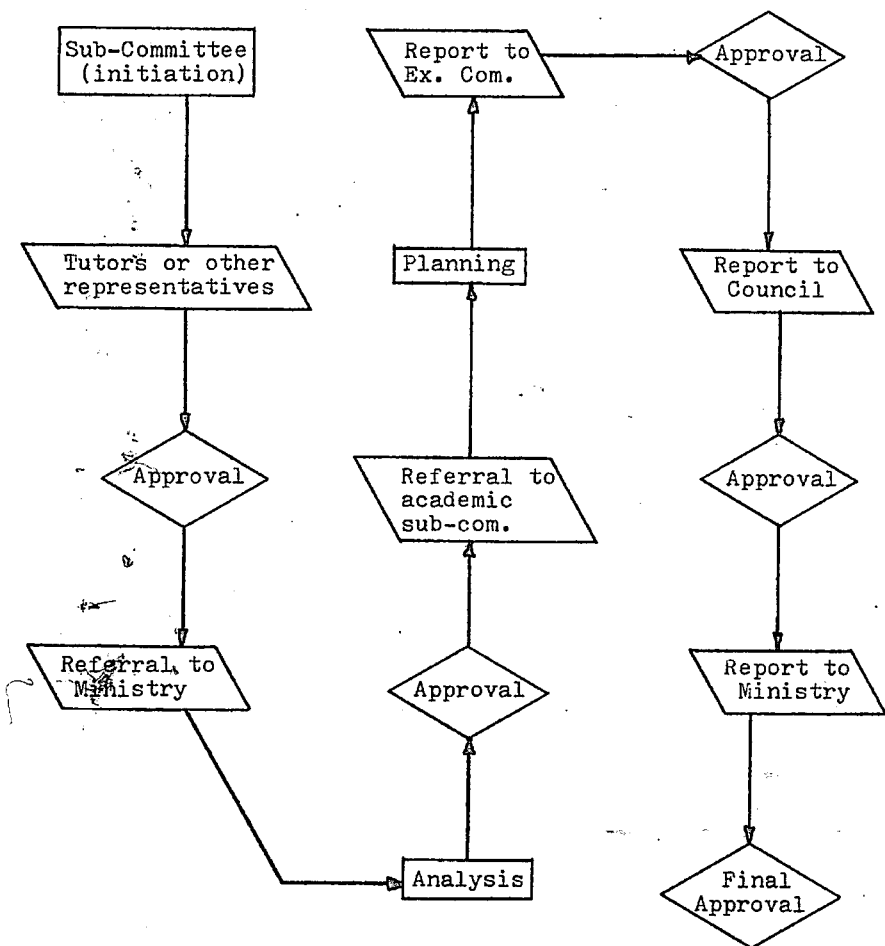 Sub-Committee
(initiation)
Tutors or other
representatives
Approval
Referral to
Ministry
Analysis
Approval
Referral to
academic
sub-com.
Planning
Report to
Ex. Com.
Approval
Report to
Council
Approval
Report to
Ministry
Final
Approval